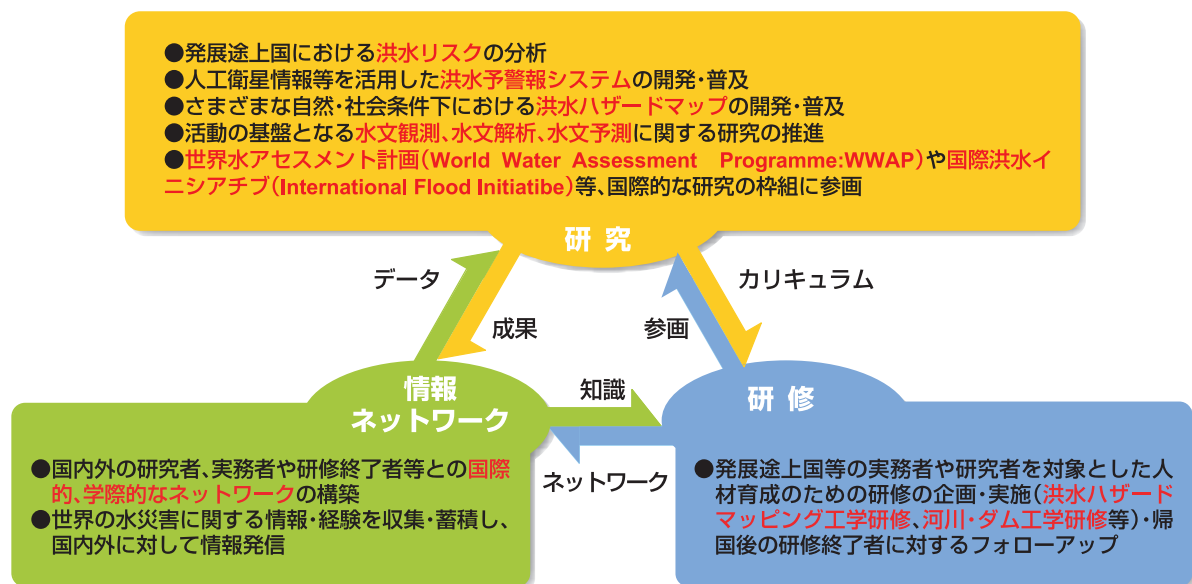 ●発展途上国における洪水リスクの分析
●人工衛星情報等を活用した洪水予警報システムの開発・普及
●さまざまな自然・社会条件下における洪水ハザードマップの開発・普及
●活動の基盤となる水文観測、水文解析、水文予測に関する研究の推進
●世界水アセスメント計画(World Water Assessment Programme:WWAP)や国際洪水イ
ニシアチブ(International Flood Initiatibe)等、国際的な研究の枠組に参画
研 究
データ
カリキュラム
成果
参画
情報
ネットワーク
知識
研 修
ネットワーク
●国内外の研究者、実務者や研修終了者等との国際
的、学際的なネットワークの構築
●世界の水災害に関する情報・経験を収集・蓄積し、
国内外に対して情報発信
●発展途上国等の実務者や研究者を対象とした人
材育成のための研修の企画・実施(洪水ハザード
マッピング工学研修、河川・ダム工学研修等)・帰
国後の研修終了者に対するフォローアップ